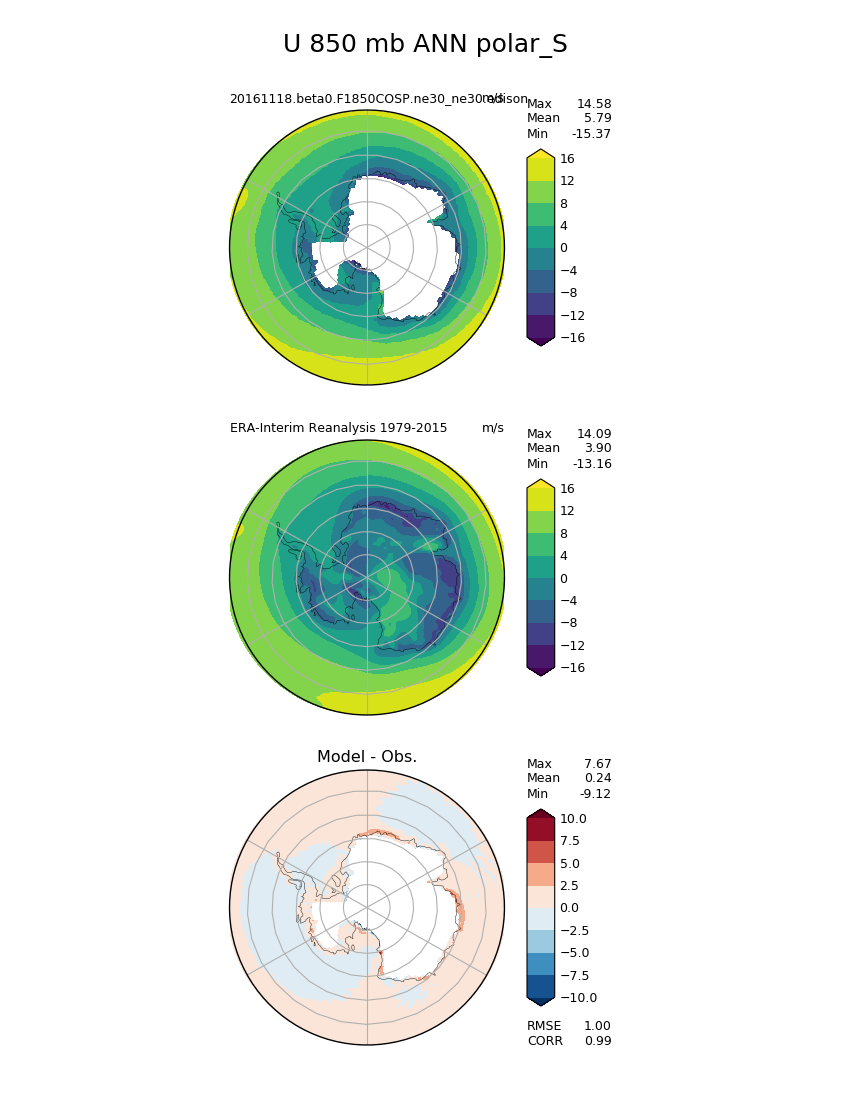 U 850 mb ANN polar_S
20161118.beta0.F1850COSP.ne30_ne30.edison m/s
Max 14.58
Mean 5.79
Min -15.37
16
12
8
4
0
−4
−8
−12
−16
ERA-Interim Reanalysis 1979-2015 m/s
Max 14.09
Mean 3.90
Min -13.16
16
12
8
4
0
−4
−8
−12
−16
Model - Obs.
Max 7.67
Mean 0.24
Min -9.12
10.0
7.5
5.0
2.5
0.0
−2.5
−5.0
−7.5
−10.0
RMSE 1.00
CORR 0.99